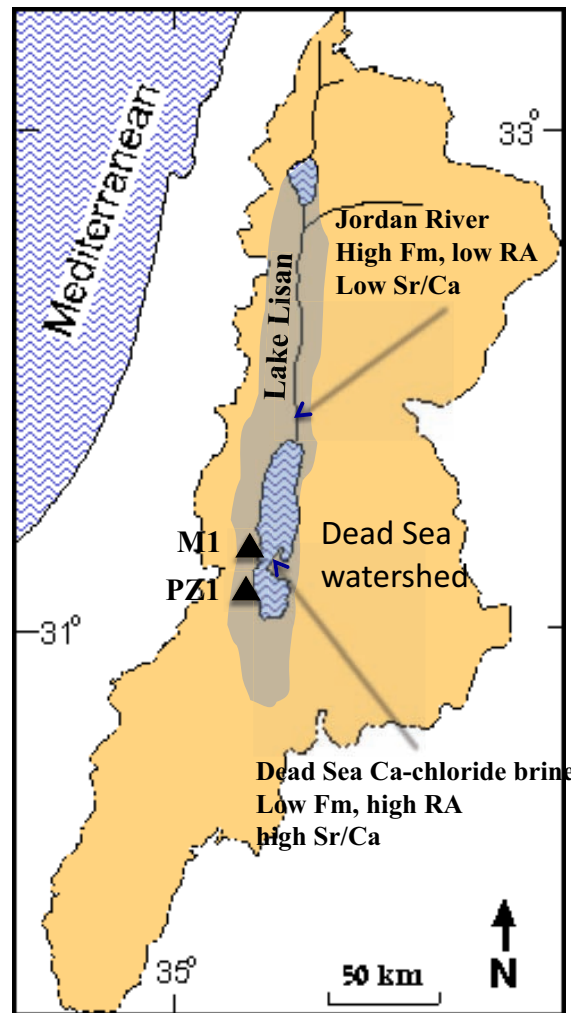 Mediterranean
33°
Jordan River
High Fm, low RA
Low Sr/Ca
Lake Lisan
M1
PZ1
Dead Sea
watershed
31°
Dead Sea Ca-chloride brine
Low Fm, high RA
high Sr/Ca
35°
50 km
N